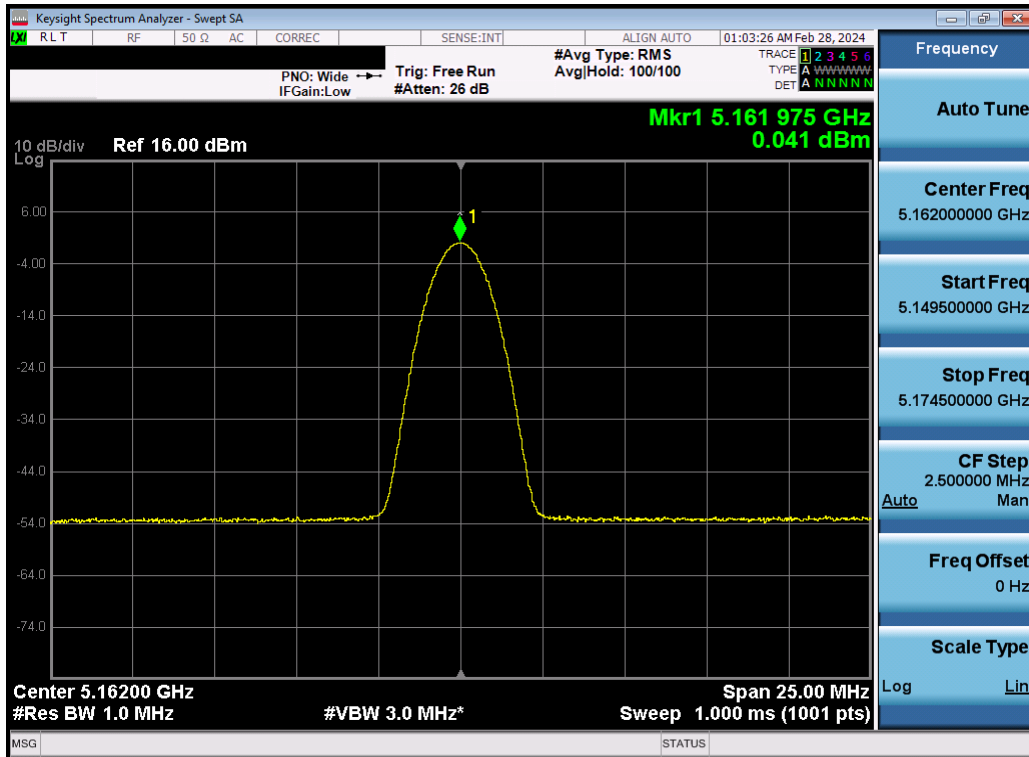 Keysight Spectrum Analyzer - Swept SA
LXI RLT RF 50 Ω AC CORREC SENSE:INT ALIGN AUTO 01:03:26 AM Feb 28, 2024
PNO: Wide
IFGain:Low
Trig: Free Run
#Atten: 26 dB
#Avg Type: RMS
Avg|Hold: 100/100
TRACE 1 2 3 4 5 6
TYPE A WWWWW
DET A N N N N N
Mkr1 5.161 975 GHz
0.041 dBm
10 dB/div Ref 16.00 dBm
Log
6.00
-4.00
-14.0
-24.0
-34.0
-44.0
-54.0
-64.0
-74.0
1
Center 5.16200 GHz Span 25.00 MHz
#Res BW 1.0 MHz #VBW 3.0 MHz* Sweep 1.000 ms (1001 pts)
MSG STATUS
Frequency
Auto Tune
Center Freq
5.162000000 GHz
Start Freq
5.149500000 GHz
Stop Freq
5.174500000 GHz
CF Step
2.500000 MHz
Auto Man
Freq Offset
0 Hz
Scale Type
Log Lin